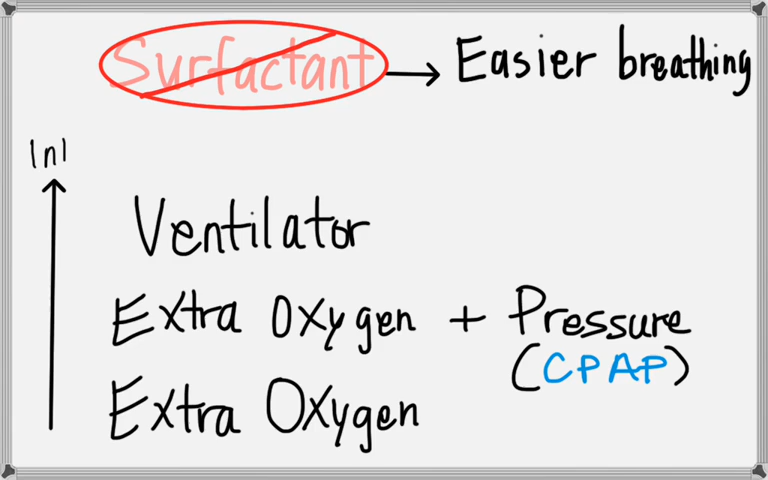 Surfactant → Easier breathing
|n|
Ventilator
Extra Oxygen + Pressure
(CPAP)
Extra Oxygen